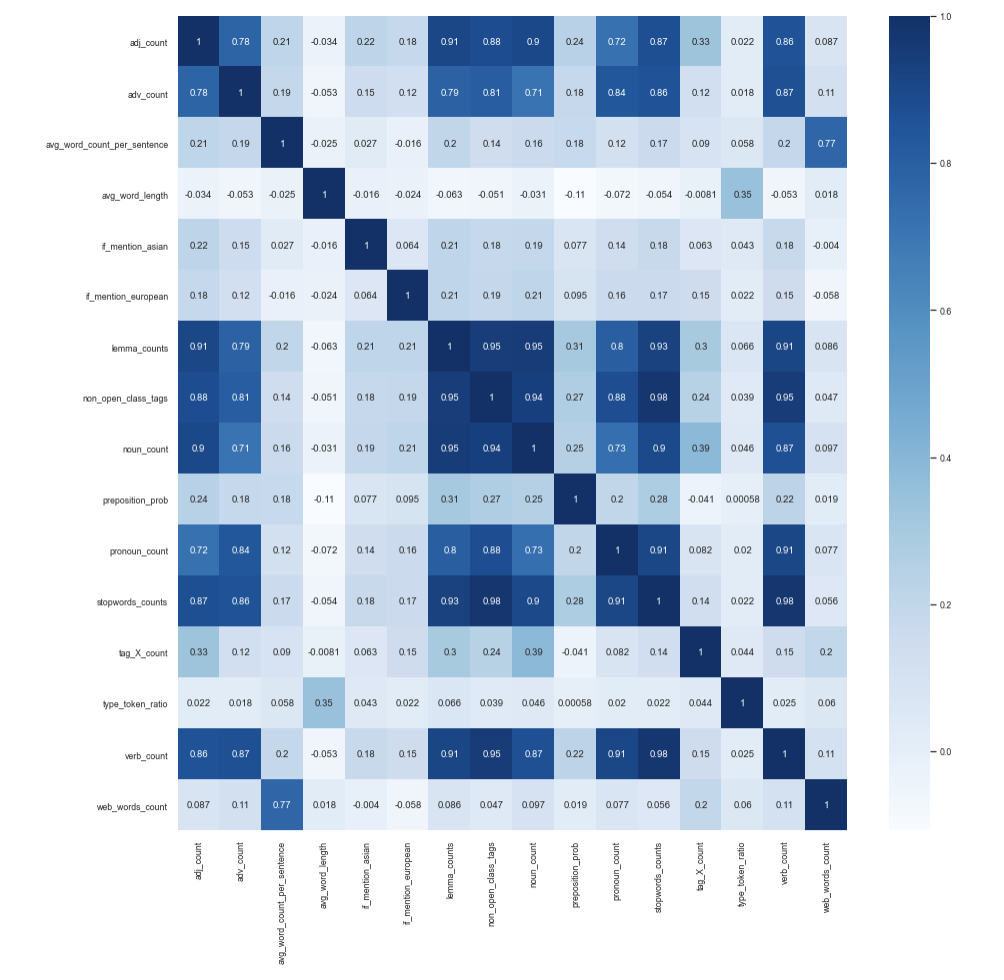 adj_count 1 0.78 0.21 -0.034 0.22 0.18 0.91 0.88 0.9 0.24 0.72 0.87 0.33 0.022 0.86 0.087
adv_count 0.78 1 0.19 -0.053 0.15 0.12 0.79 0.81 0.71 0.18 0.84 0.86 0.12 0.018 0.87 0.11
avg_word_count_per_sentence 0.21 0.19 1 -0.025 0.027 -0.016 0.2 0.14 0.16 0.18 0.12 0.17 0.09 0.058 0.2 0.77
avg_word_length -0.034 -0.053 -0.025 1 -0.016 -0.024 -0.063 -0.051 -0.031 -0.11 -0.072 -0.054 -0.0081 0.35 -0.053 0.018
if_mention_asian 0.22 0.15 0.027 -0.016 1 0.064 0.21 0.18 0.19 0.077 0.14 0.18 0.063 0.043 0.18 -0.004
if_mention_european 0.18 0.12 -0.016 -0.024 0.064 1 0.21 0.19 0.21 0.095 0.16 0.17 0.15 0.022 0.15 -0.058
lemma_counts 0.91 0.79 0.2 -0.063 0.21 0.21 1 0.95 0.95 0.31 0.8 0.93 0.3 0.066 0.91 0.086
non_open_class_tags 0.88 0.81 0.14 -0.051 0.18 0.19 0.95 1 0.94 0.27 0.88 0.98 0.24 0.039 0.95 0.047
noun_count 0.9 0.71 0.16 -0.031 0.19 0.21 0.95 0.94 1 0.25 0.73 0.9 0.39 0.046 0.87 0.097
preposition_prob 0.24 0.18 0.18 -0.11 0.077 0.095 0.31 0.27 0.25 1 0.2 0.28 -0.041 0.00058 0.22 0.019
pronoun_count 0.72 0.84 0.12 -0.072 0.14 0.16 0.8 0.88 0.73 0.2 1 0.91 0.082 0.02 0.91 0.077
stopwords_counts 0.87 0.86 0.17 -0.054 0.18 0.17 0.93 0.98 0.9 0.28 0.91 1 0.14 0.022 0.98 0.056
tag_X_count 0.33 0.12 0.09 -0.0081 0.063 0.15 0.3 0.24 0.39 -0.041 0.082 0.14 1 0.044 0.15 0.2
type_token_ratio 0.022 0.018 0.058 0.35 0.043 0.022 0.066 0.039 0.046 0.00058 0.02 0.022 0.044 1 0.025 0.06
verb_count 0.86 0.87 0.2 -0.053 0.18 0.15 0.91 0.95 0.87 0.22 0.91 0.98 0.15 0.025 1 0.11
web_words_count 0.087 0.11 0.77 0.018 -0.004 -0.058 0.086 0.047 0.097 0.019 0.077 0.056 0.2 0.06 0.11 1
adj_count
adv_count
avg_word_count_per_sentence
avg_word_length
if_mention_asian
if_mention_european
lemma_counts
non_open_class_tags
noun_count
preposition_prob
pronoun_count
stopwords_counts
tag_X_count
type_token_ratio
verb_count
web_words_count
1.0
0.8
0.6
0.4
0.2
0.0